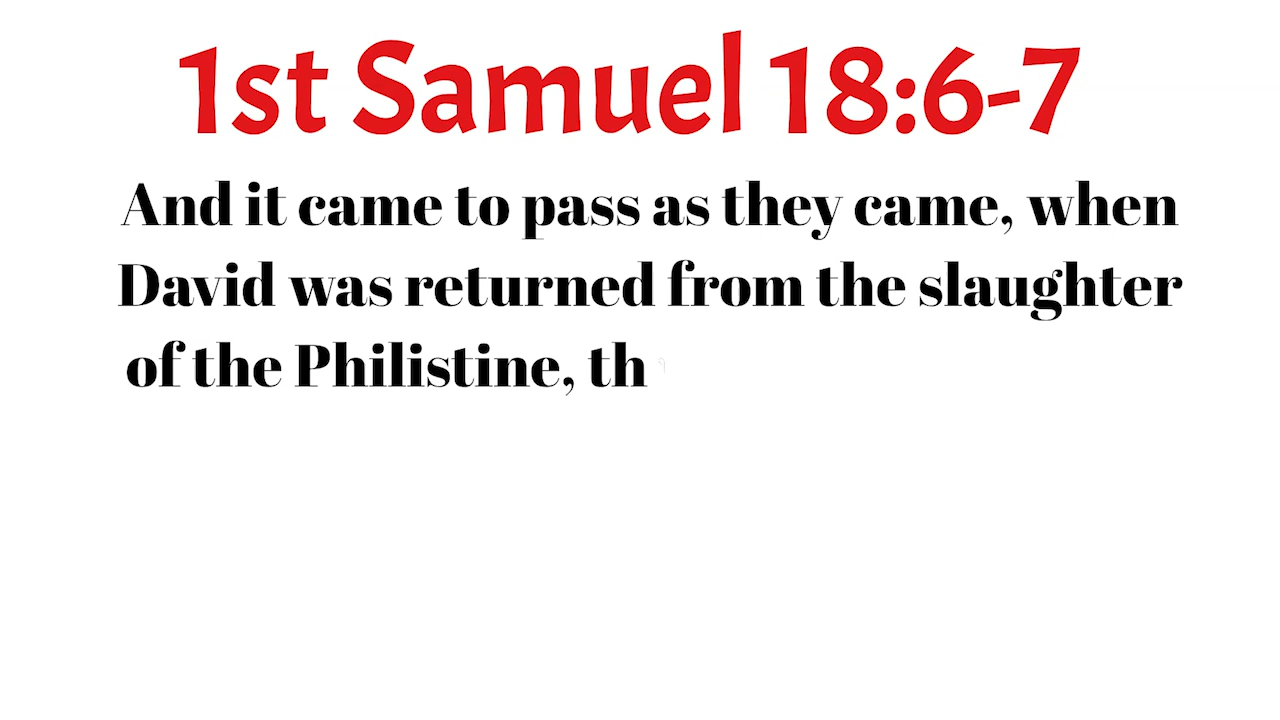 1st Samuel 18:6-7
And it came to pass as they came, when
David was returned from the slaughter
of the Philistine, th